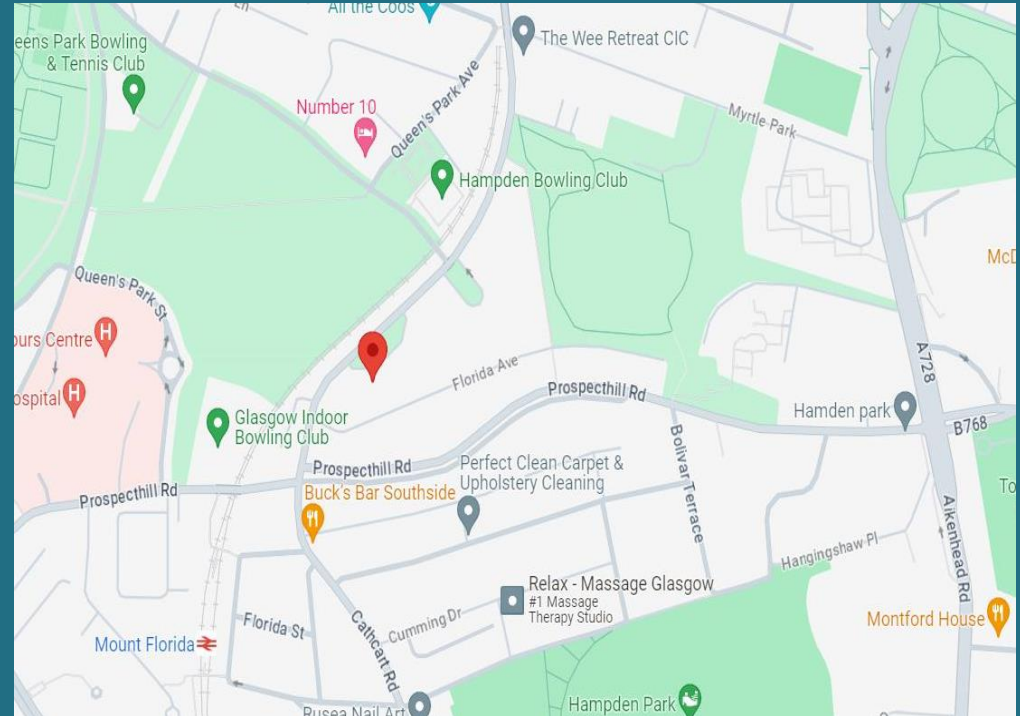 All the Coos
eens Park Bowling
& Tennis Club
The Wee Retreat CIC
Number 10
Queen's Park Ave
Myrtle Park
Hampden Bowling Club
McD
Queen's Park St
ours Centre
H
ospital
H
A728
Florida Ave
Prospecthill Rd
Hamden park
B768
Glasgow Indoor
Bowling Club
Prospecthill Rd
Perfect Clean Carpet &
Upholstery Cleaning
Bolivar Terrace
To
Prospecthill Rd
Buck's Bar Southside
Aikenhead Rd
Hangingshaw Pl
Relax - Massage Glasgow
#1 Massage
Therapy Studio
Montford House
Florida St
Cumming Dr
Cathcart Rd
Mount Florida
Hampden Park
Rusea Nail Art